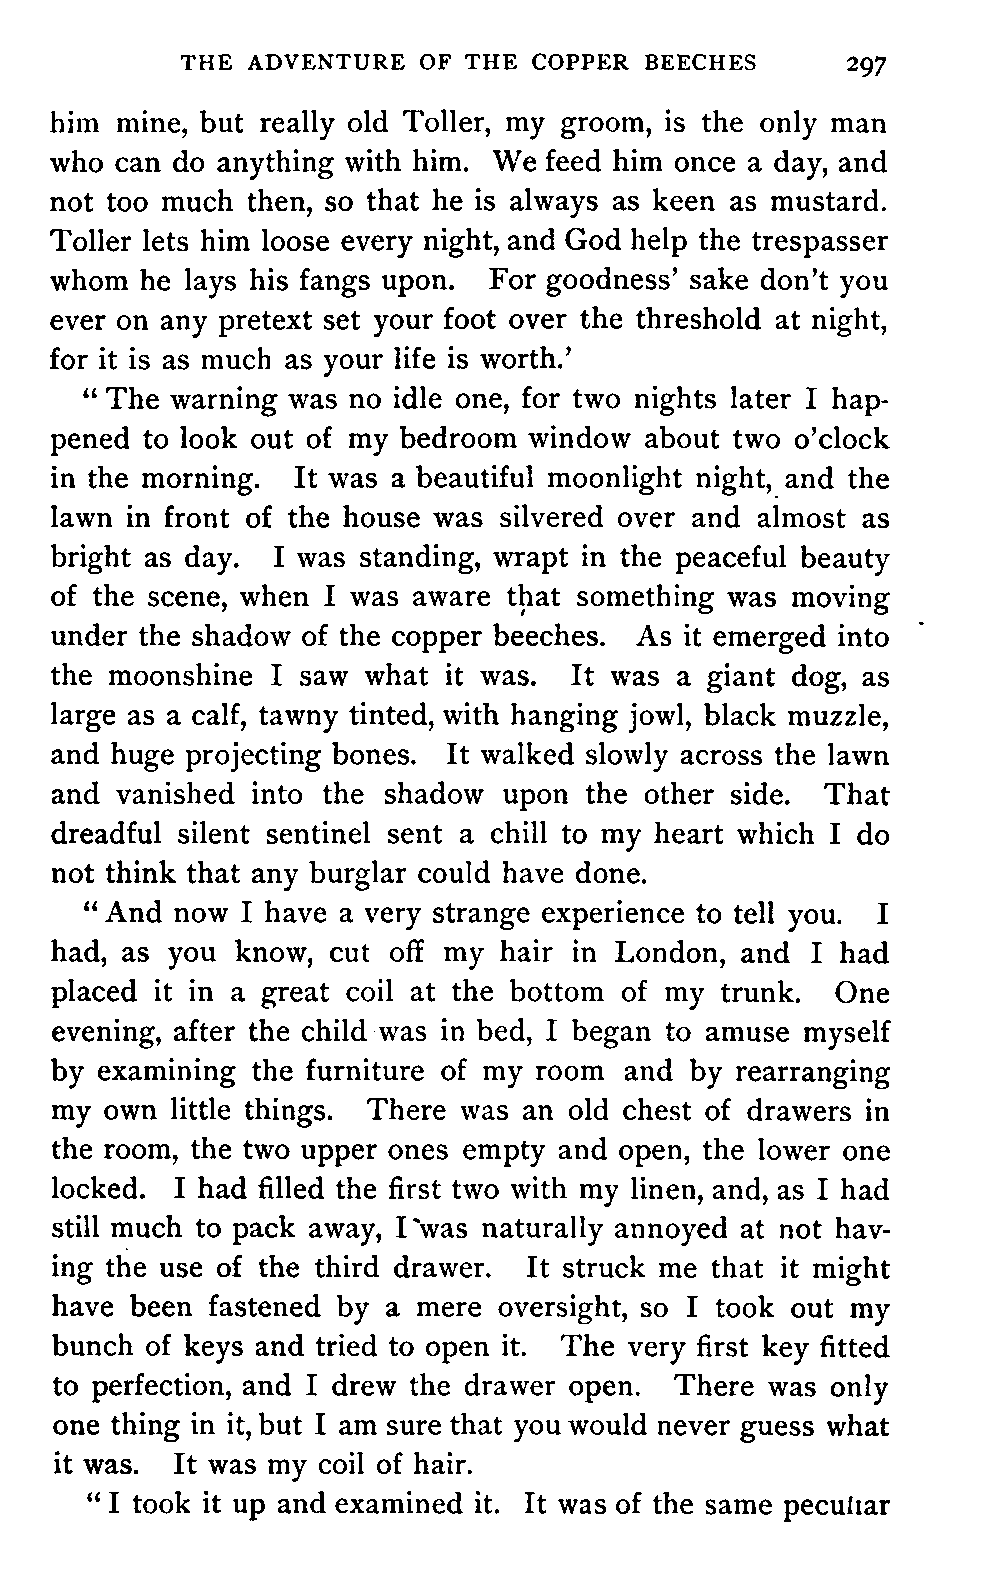 THE ADVENTURE OF THE COPPER BEECHES 297
him mine, but really old Toller, my groom, is the only man
who can do anything with him. We feed him once a day, and
not too much then, so that he is always as keen as mustard.
Toller lets him loose every night, and God help the trespasser
whom he lays his fangs upon. For goodness' sake don't you
ever on any pretext set your foot over the threshold at night,
for it is as much as your life is worth.'
“The warning was no idle one, for two nights later I hap-
pened to look out of my bedroom window about two o'clock
in the morning. It was a beautiful moonlight night, and the
lawn in front of the house was silvered over and almost as
bright as day. I was standing, wrapt in the peaceful beauty
of the scene, when I was aware that something was moving
under the shadow of the copper beeches. As it emerged into
the moonshine I saw what it was. It was a giant dog, as
large as a calf, tawny tinted, with hanging jowl, black muzzle,
and huge projecting bones. It walked slowly across the lawn
and vanished into the shadow upon the other side. That
dreadful silent sentinel sent a chill to my heart which I do
not think that any burglar could have done.
“And now I have a very strange experience to tell you. I
had, as you know, cut off my hair in London, and I had
placed it in a great coil at the bottom of my trunk. One
evening, after the child was in bed, I began to amuse myself
by examining the furniture of my room and by rearranging
my own little things. There was an old chest of drawers in
the room, the two upper ones empty and open, the lower one
locked. I had filled the first two with my linen, and, as I had
still much to pack away, I was naturally annoyed at not hav-
ing the use of the third drawer. It struck me that it might
have been fastened by a mere oversight, so I took out my
bunch of keys and tried to open it. The very first key fitted
to perfection, and I drew the drawer open. There was only
one thing in it, but I am sure that you would never guess what
it was. It was my coil of hair.
“I took it up and examined it. It was of the same peculiar